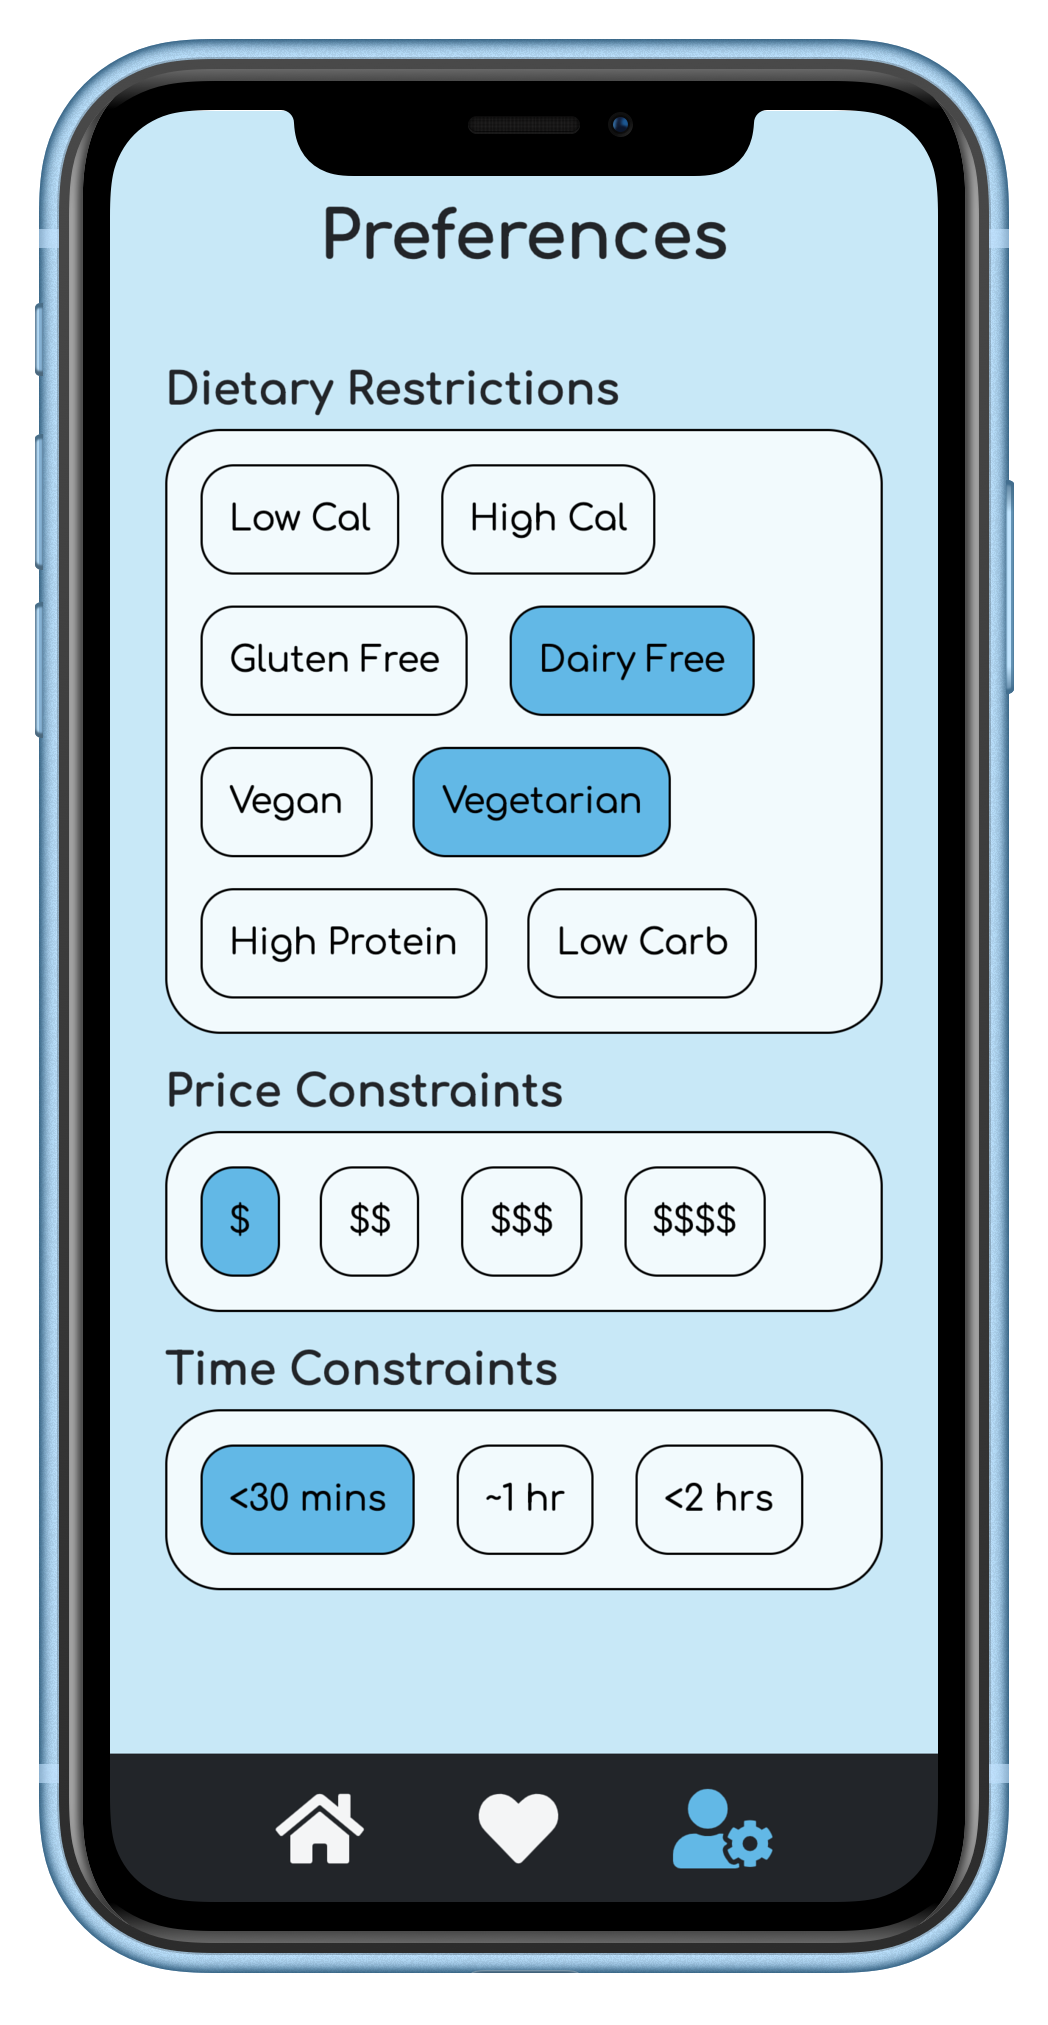 Preferences
Dietary Restrictions
Low Cal High Cal
Gluten Free Dairy Free
Vegan Vegetarian
High Protein Low Carb
Price Constraints
$ $$ $$$ $$$$
Time Constraints
<30 mins ~1 hr <2 hrs